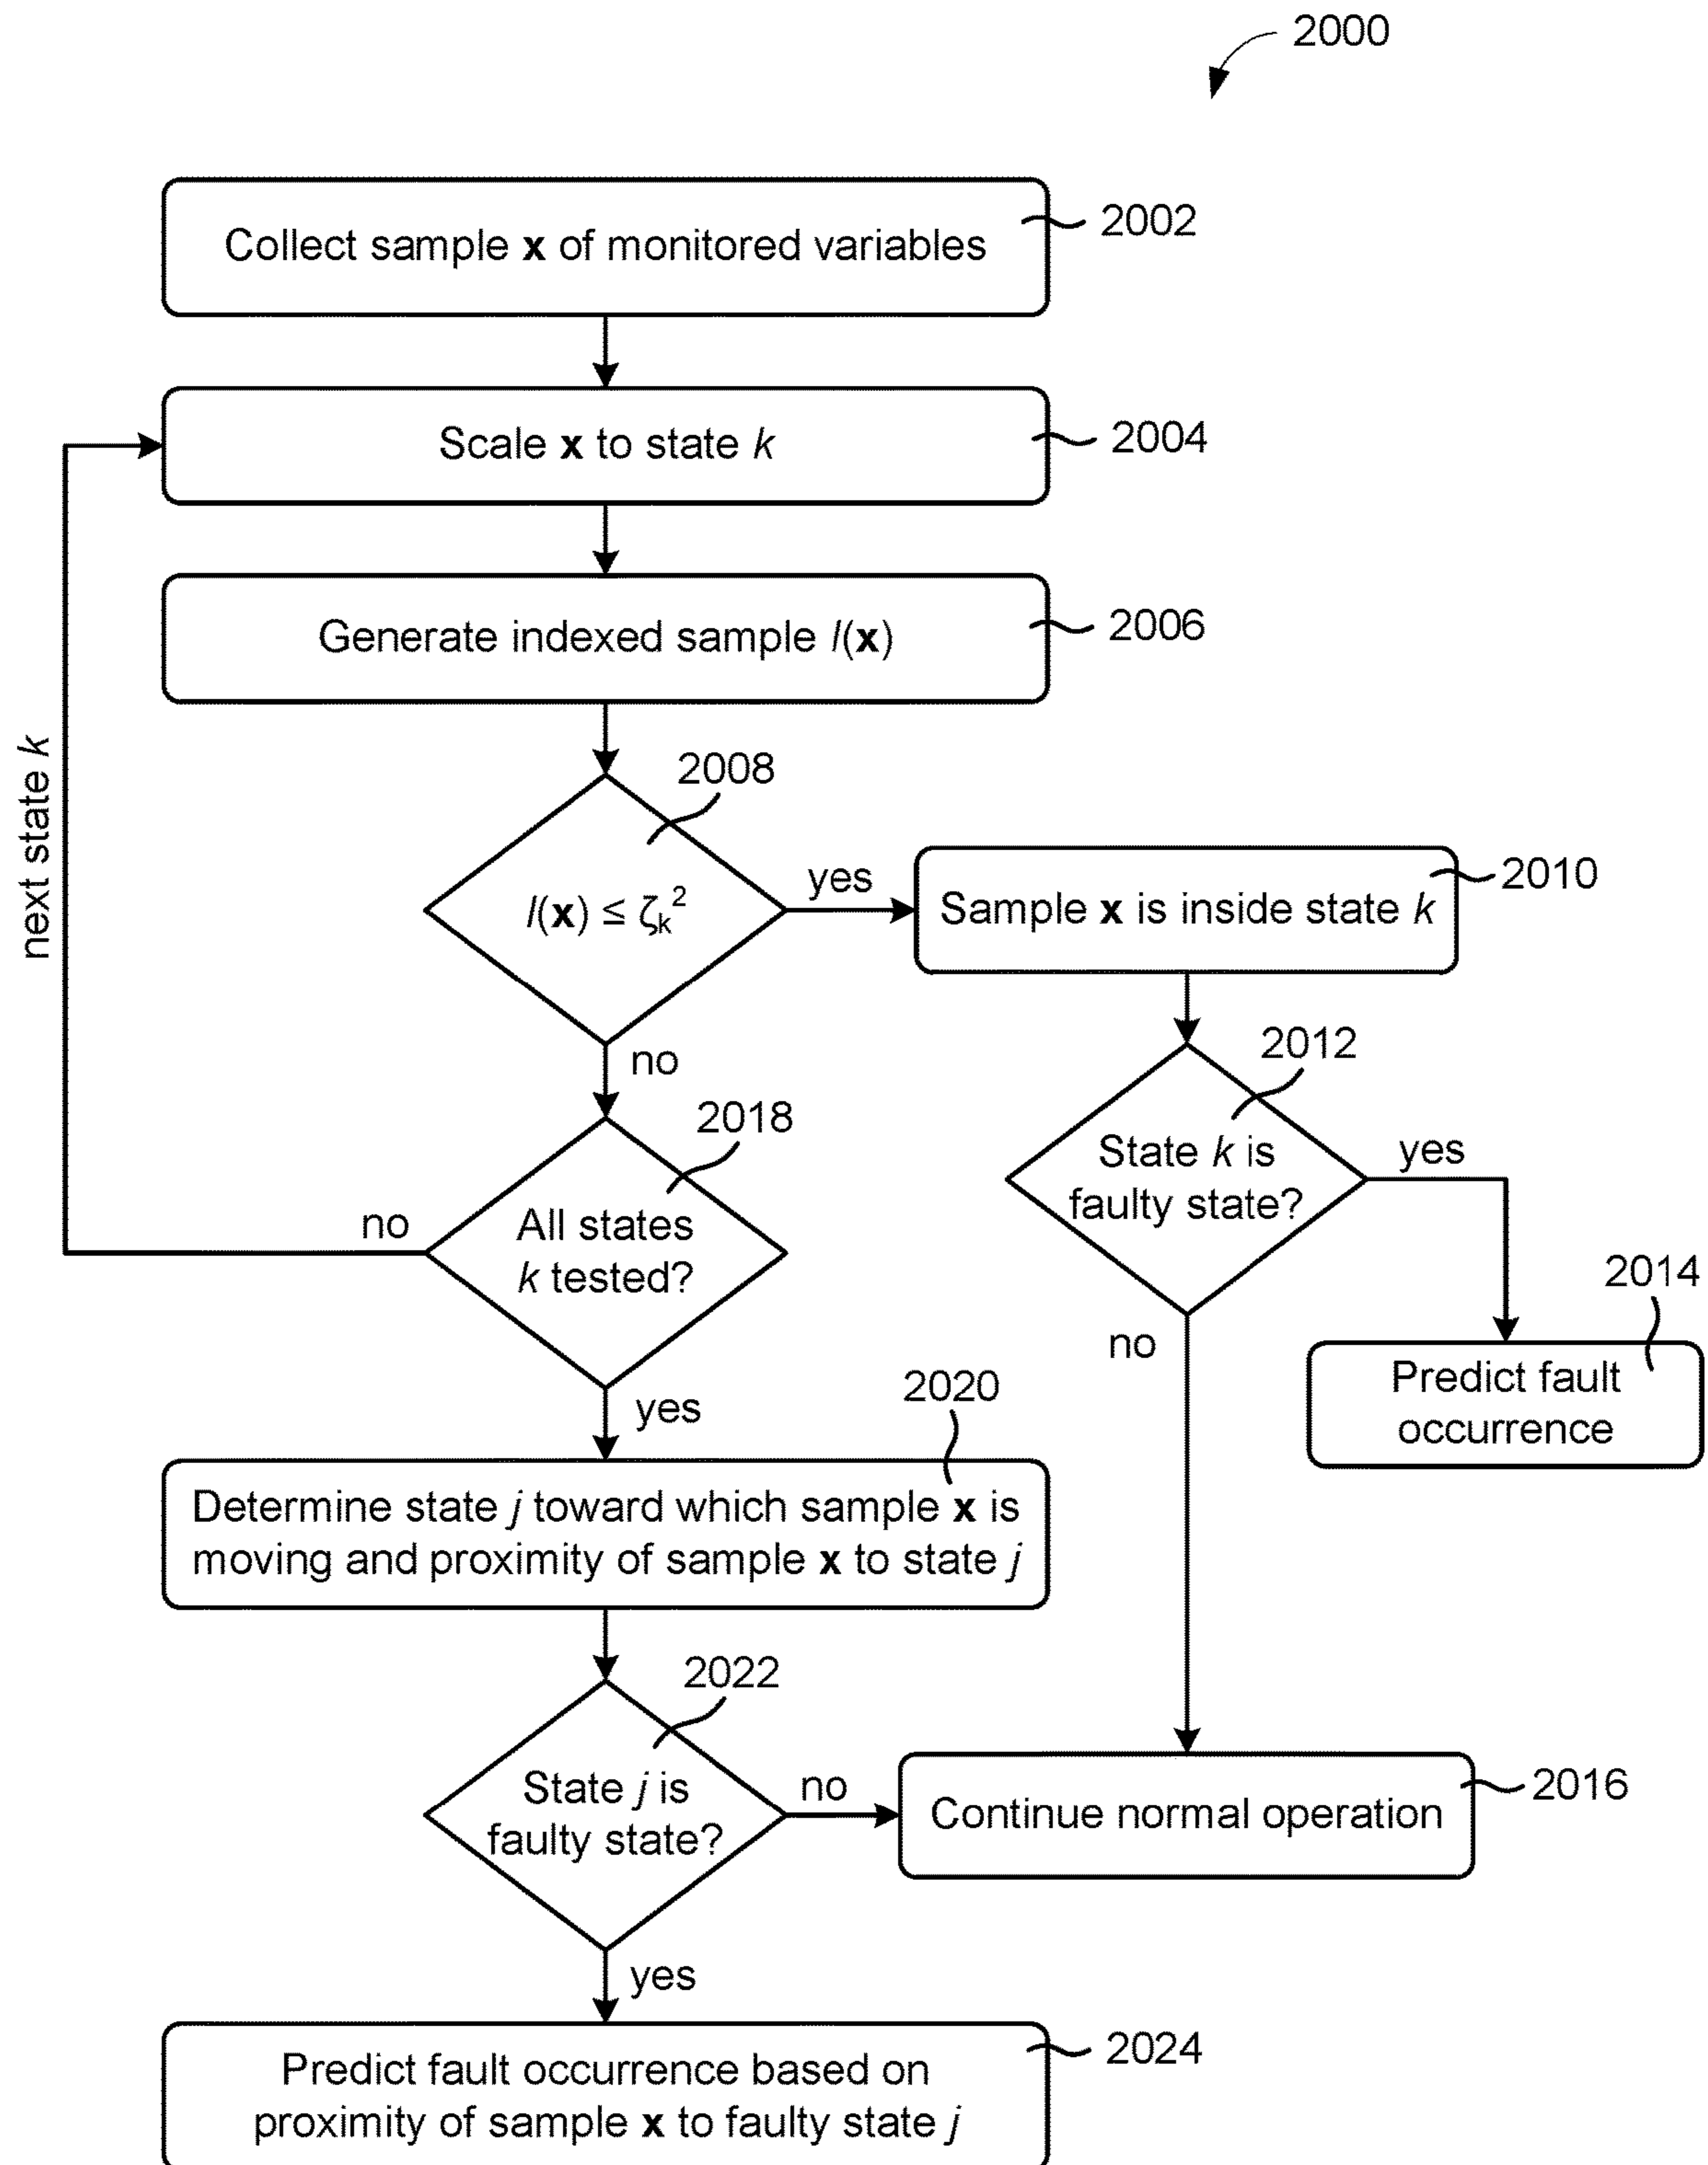 2000
Collect sample x of monitored variables
2002
Scale x to state k
2004
Generate indexed sample I(x)
2006
next state k
2008
I(x) ≤ ζk²
yes
Sample x is inside state k
2010
no
2012
State k is
faulty state?
yes
2018
All states
k tested?
no
no
2014
Predict fault
occurrence
yes
2020
Determine state j toward which sample x is
moving and proximity of sample x to state j
2022
State j is
faulty state?
no
Continue normal operation
2016
yes
Predict fault occurrence based on
proximity of sample x to faulty state j
2024